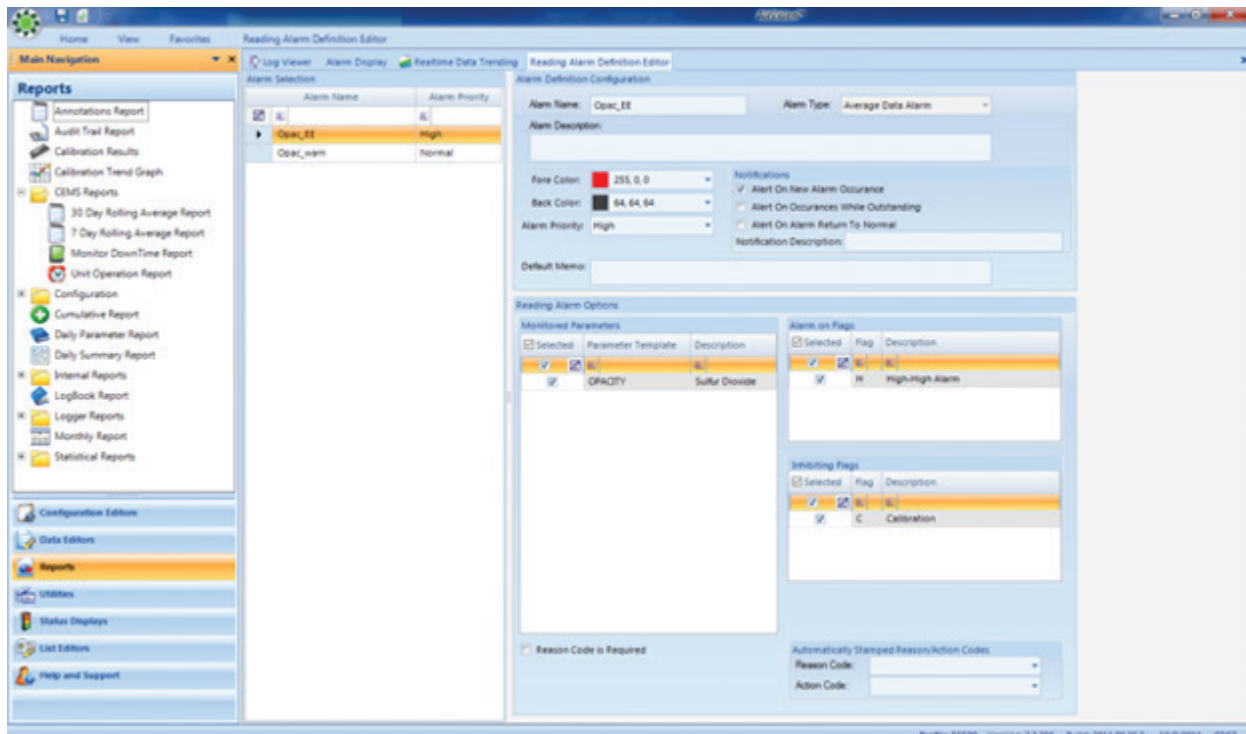 Home View Favorites Reading Alarm Definition Editor
Main Navigation
Log Viewer Alarm Display Realtime Data Trending Reading Alarm Definition Editor
Reports
Annotations Report
Audit Trail Report
Calibration Results
Calibration Trend Graph
CEMS Reports
30 Day Rolling Average Report
7 Day Rolling Average Report
Monitor DownTime Report
Unit Operation Report
Configuration
Cumulative Report
Daily Parameter Report
Daily Summary Report
Internal Reports
LogBook Report
Logger Reports
Monthly Report
Statistical Reports
Configuration Editors
Data Editors
Reports
Utilities
Status Displays
List Editors
Help and Support
Alarm Selection
Alarm Name Alarm Priority
Opac_EE High
Opac_warn Normal
Alarm Definition Configuration
Alarm Name: Opac_EE Alarm Type: Average Data Alarm
Alarm Description:
Fore Color: 255, 0, 0
Back Color: 64, 64, 64
Alarm Priority: High
Notifications
Alert On New Alarm Occurance
Alert On Occurances While Outstanding
Alert On Alarm Return To Normal
Notification Description:
Default Memo:
Reading Alarm Options
Monitored Parameters
Selected Parameter Template Description
OPACITY Sulfur Dioxide
Alarm on Flags
Selected Flag Description
H High-High Alarm
Inhibiting Flags
Selected Flag Description
C Calibration
Reason Code is Required
Automatically Stamped Reason/Action Codes
Reason Code:
Action Code: